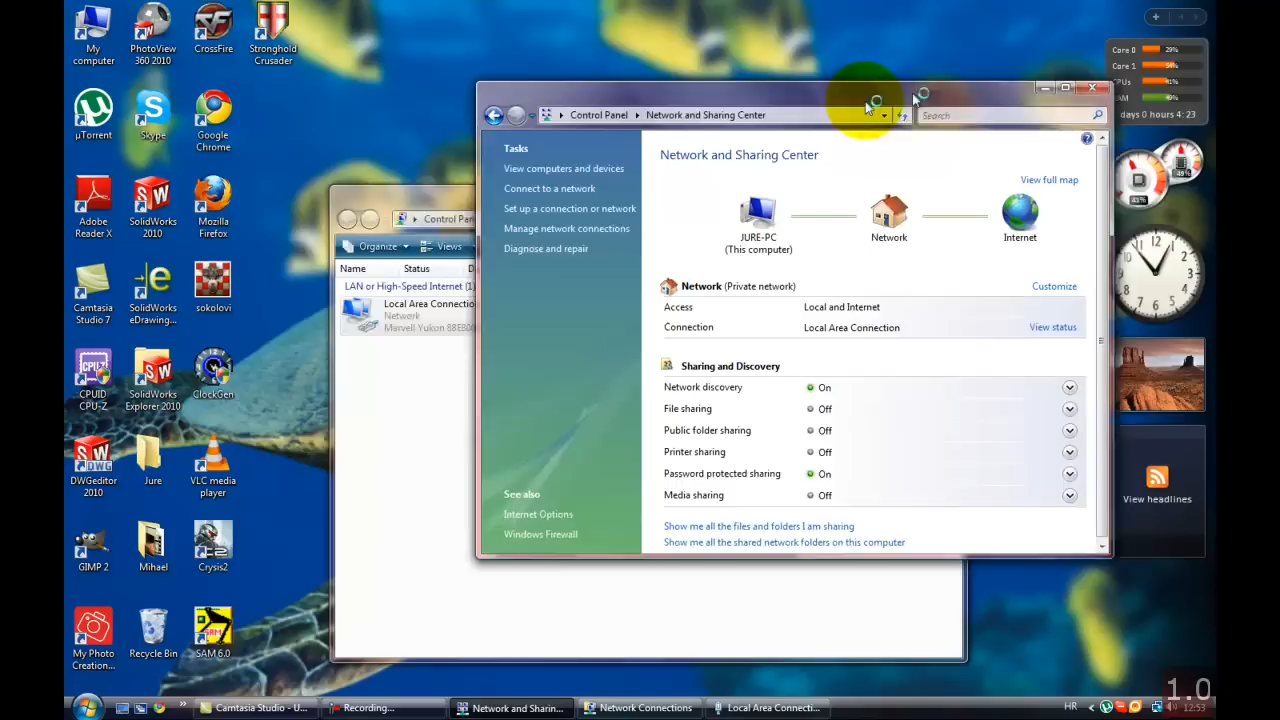 My computer
PhotoView 360 2010
CrossFire
Stronghold Crusader
µTorrent
Skype
Google Chrome
Adobe Reader X
SolidWorks 2010
Mozilla Firefox
Camtasia Studio 7
SolidWorks eDrawing...
sokolovi
CPUID CPU-Z
SolidWorks Explorer 2010
ClockGen
DWGeditor 2010
Jure
VLC media player
GIMP 2
Mihael
Crysis2
My Photo Creation...
Recycle Bin
SAM 6.0
Control Pan
Organize
Views
Name
Status
LAN or High-Speed Internet (1)
Local Area Connectio
Network
Marvell Yukon 88E80
Control Panel
Network and Sharing Center
Search
Tasks
View computers and devices
Connect to a network
Set up a connection or network
Manage network connections
Diagnose and repair
See also
Internet Options
Windows Firewall
Network and Sharing Center
View full map
JURE-PC
(This computer)
Network
Internet
Network (Private network)
Customize
Access Local and Internet
Connection Local Area Connection
View status
Sharing and Discovery
Network discovery On
File sharing Off
Public folder sharing Off
Printer sharing Off
Password protected sharing On
Media sharing Off
Show me all the files and folders I am sharing
Show me all the shared network folders on this computer
Core 0 29%
Core 1
CPUs 41%
49%
days 0 hours 4:23
49%
41%
View headlines
1.0
Camtasia Studio - U...
Recording...
Network and Sharin...
Network Connections
Local Area Connecti...
HR
12:53